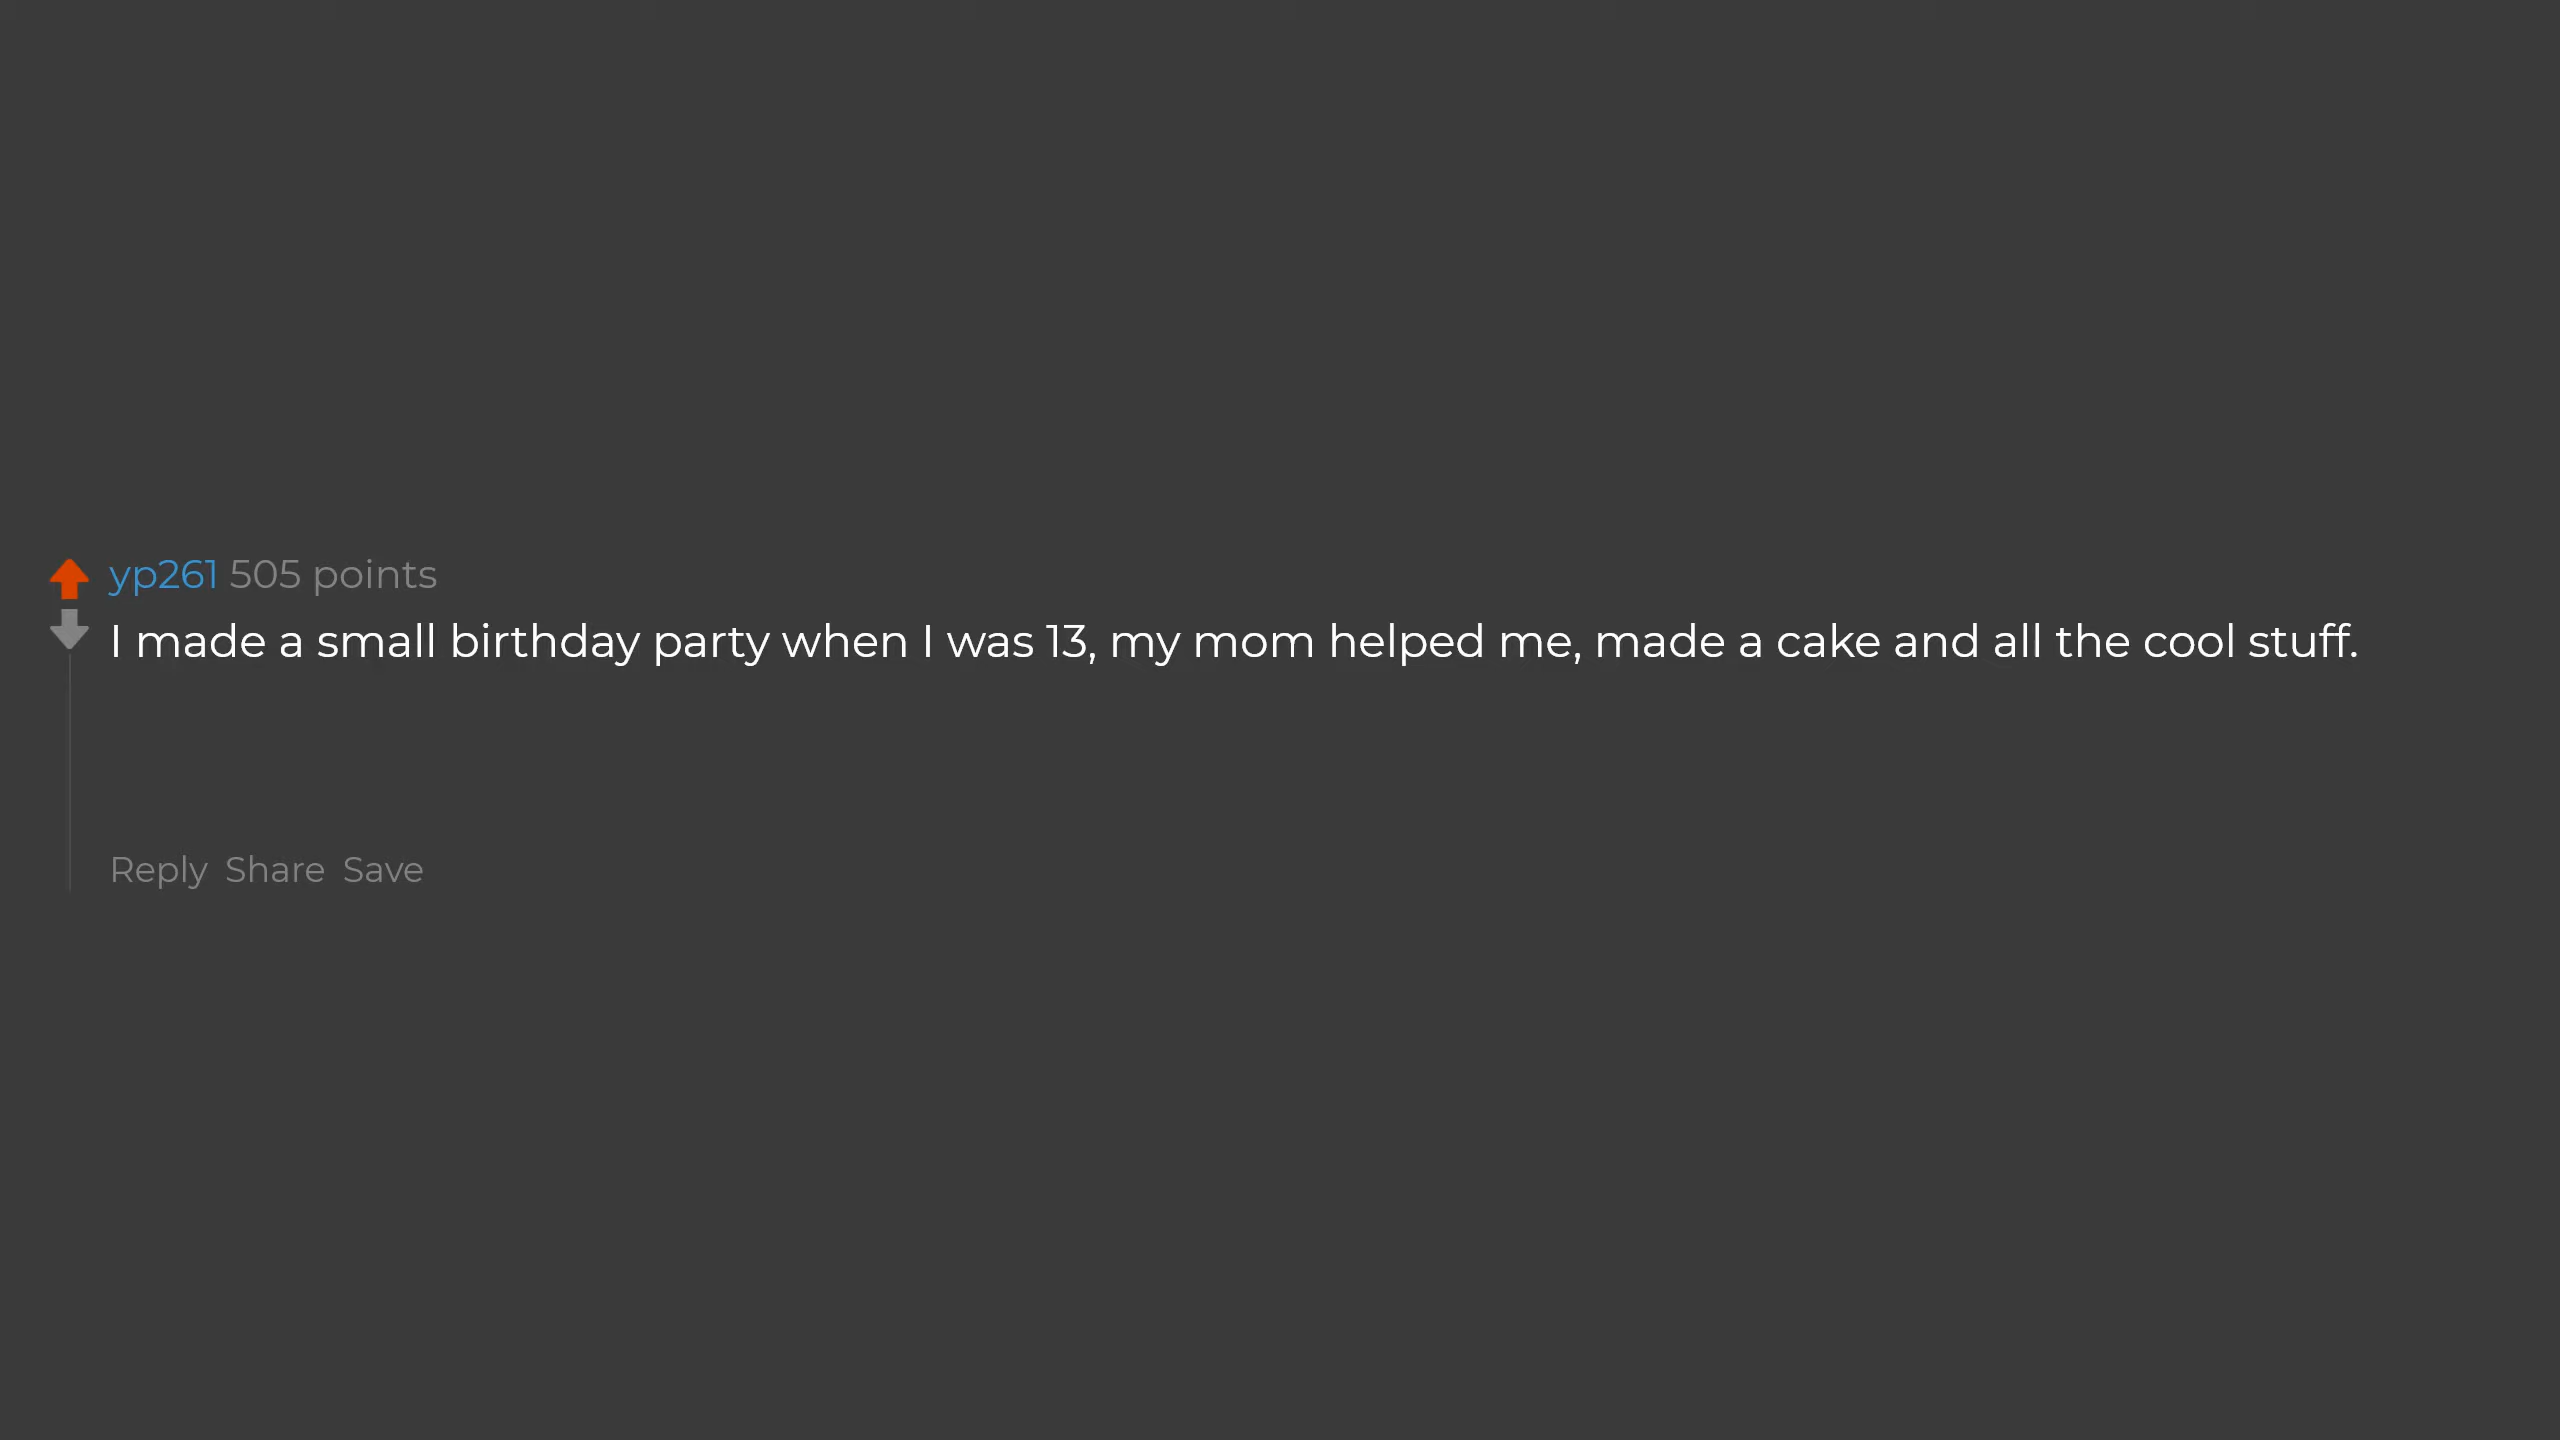 yp261 505 points
I made a small birthday party when I was 13, my mom helped me, made a cake and all the cool stuff.
Reply Share Save